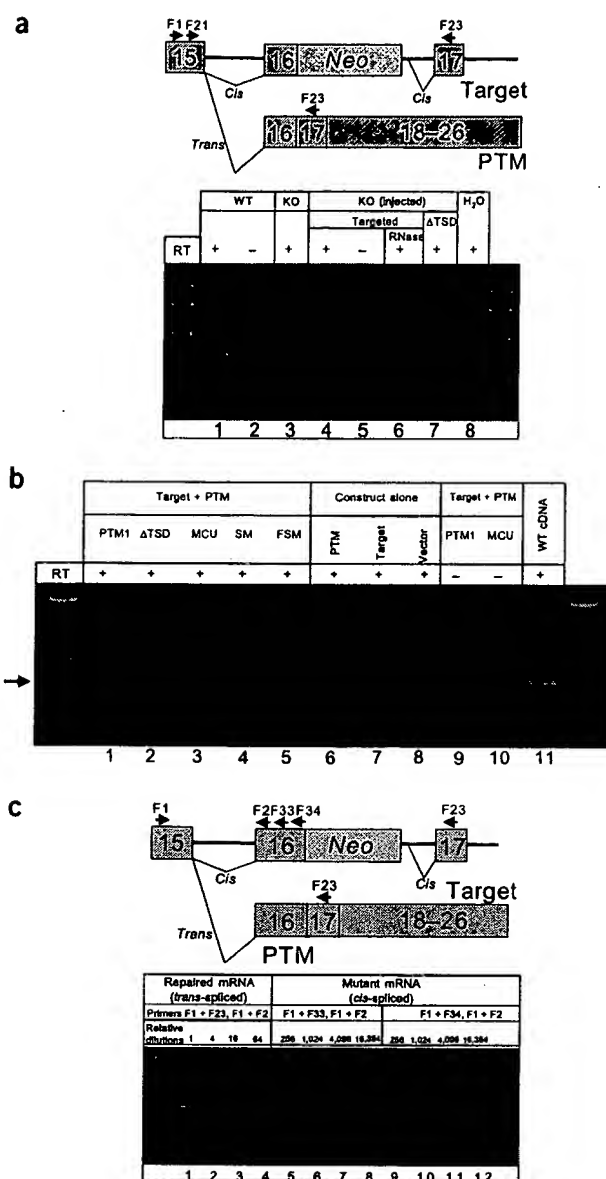 a
F1 F21 F23
15 16 Neo 17
Cis Cis Target
F23
Trans 16 17 18–26
PTM
WT KO KO (injected) H2O
Targeted ΔTSD
RNase
RT + – + + – + + +
1 2 3 4 5 6 7 8
b
Target + PTM Construct alone Target + PTM WT cDNA
PTM1 ΔTSD MCU SM FSM PTM Target Vector PTM1 MCU
RT + + + + + + + + – – +
1 2 3 4 5 6 7 8 9 10 11
c
F1 F2 F33 F34 F23
15 16 Neo 17
Cis Cis Target
F23
Trans 16 17 18–26
PTM
Repaired mRNA Mutant mRNA
(trans-spliced) (cis-spliced)
Primers F1 + F23, F1 + F2 F1 + F33, F1 + F2 F1 + F34, F1 + F2
Relative
dilutions 1 4 16 64 256 1,024 4,096 16,384 256 1,024 4,096 16,384
1 2 3 4 5 6 7 8 9 10 11 12